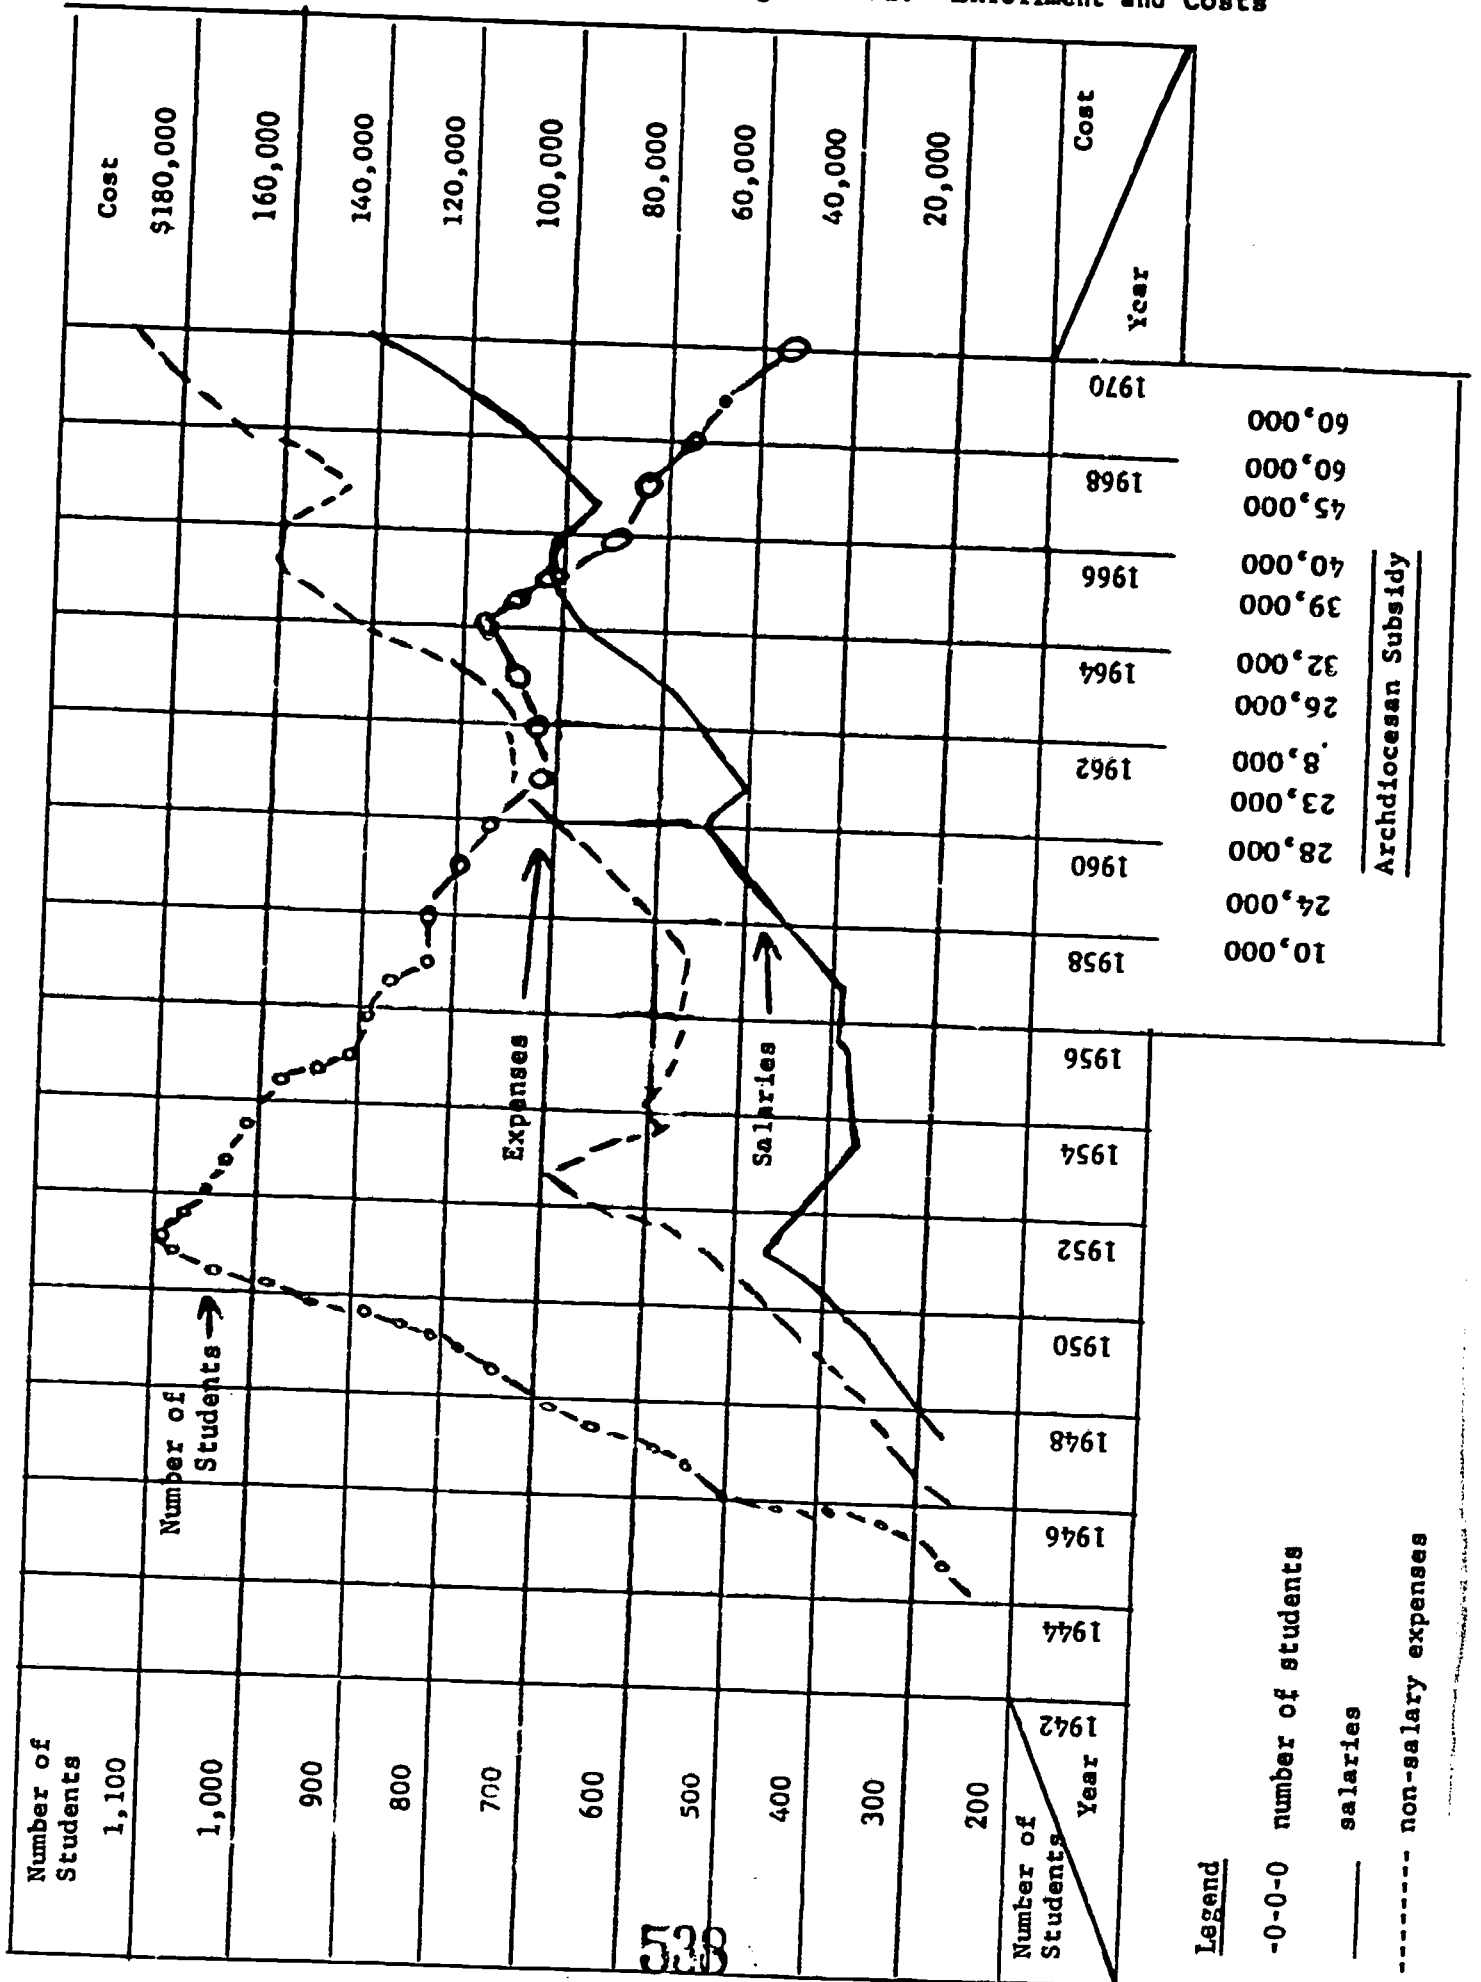 Enrollment and Costs
Number of
Students
1,100
1,000
900
800
700
600
500
400
300
200
Number of
Students
Year
Cost
$180,000
160,000
140,000
120,000
100,000
80,000
60,000
40,000
20,000
Cost
Year
Number of
Students
Expenses
Salaries
1942
1944
1946
1948
1950
1952
1954
1956
1958
1960
1962
1964
1966
1968
1970
10,000
24,000
28,000
23,000
8,000
26,000
32,000
39,000
40,000
45,000
60,000
60,000
Archdiocesan Subsidy
Legend
-0-0-0 number of students
salaries
-------- non-salary expenses
538